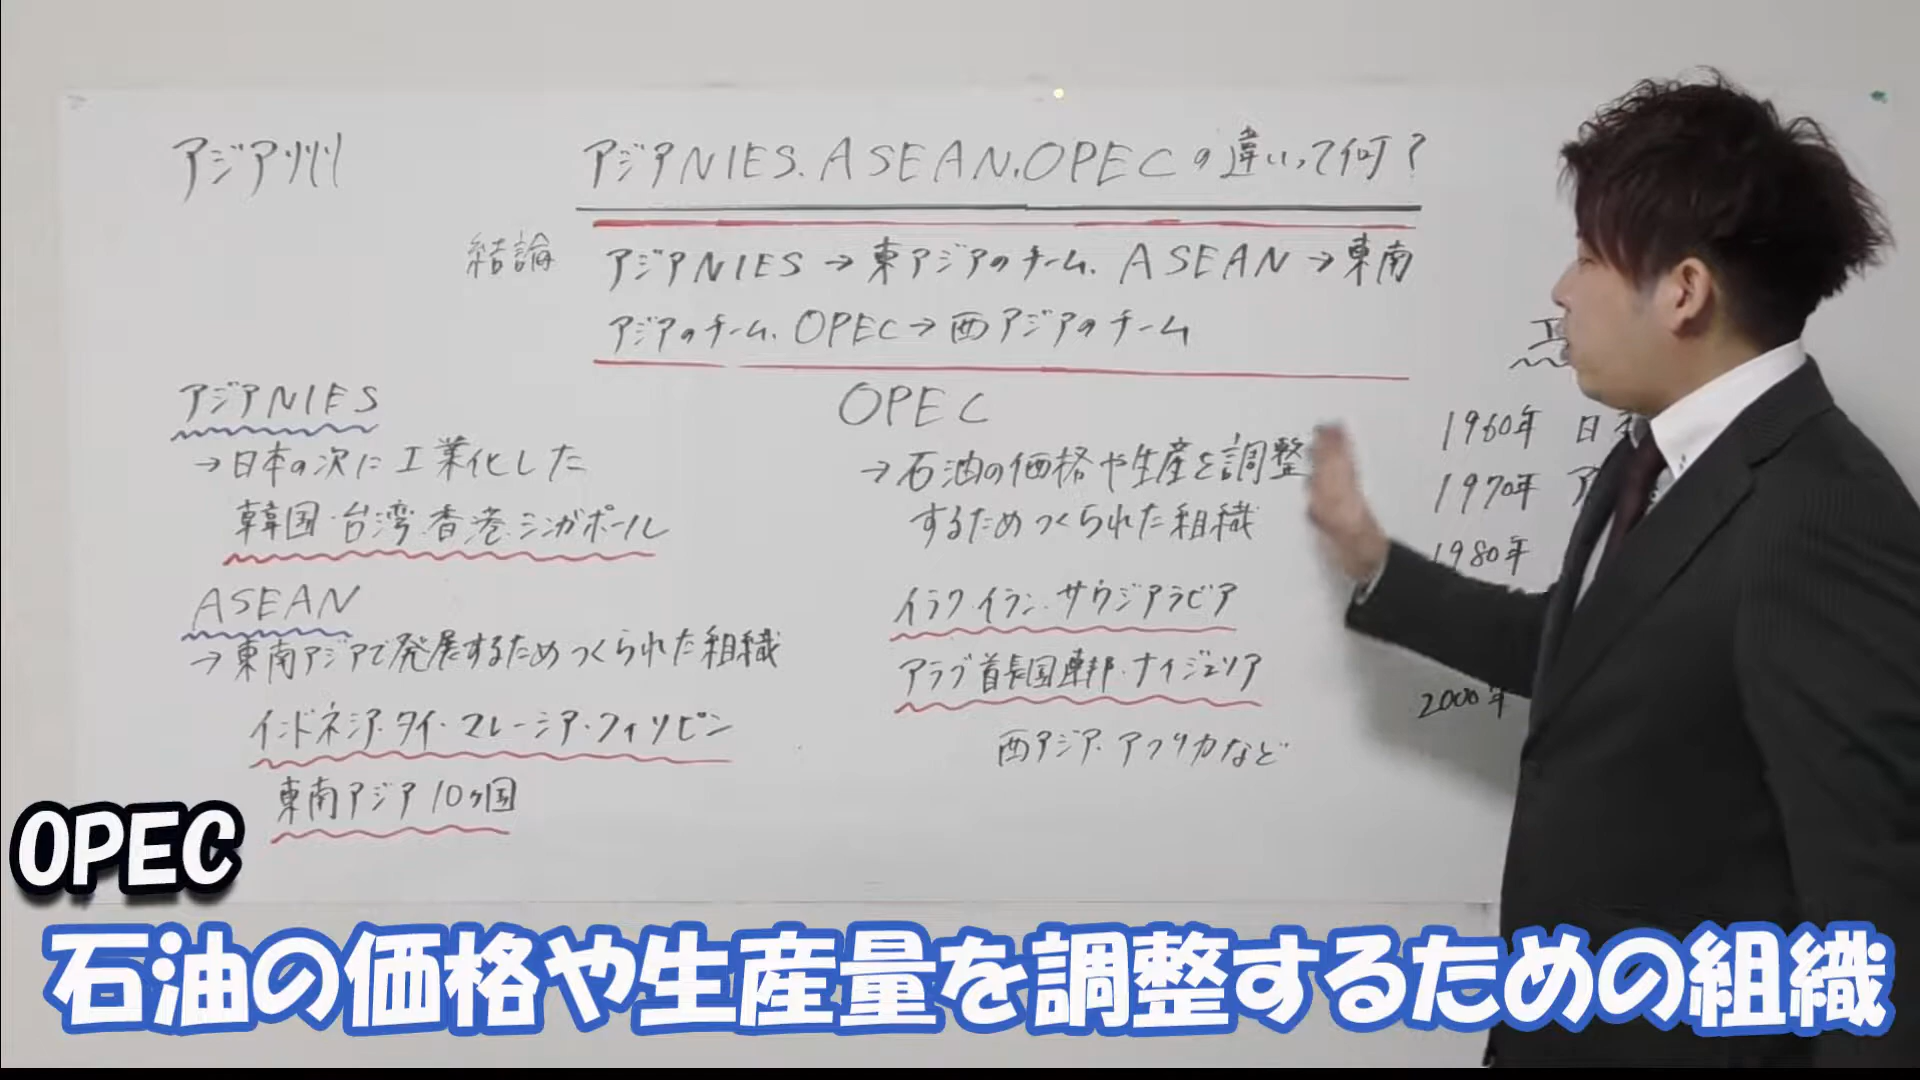 アジア州
アジアNIES、ASEAN、OPECの違いって何？
結論
アジアNIES→東アジアのチーム、ASEAN→東南
アジアのチーム、OPEC→西アジアのチーム
アジアNIES
→日本の次に工業化した
韓国・台湾・香港・シンガポール
ASEAN
→東南アジアで発展するためつくられた組織
インドネシア・タイ・マレーシア・フィリピン
東南アジア10ヶ国
OPEC
→石油の価格や生産を調整
するためつくられた組織
イラク・イラン・サウジアラビア
アラブ首長国連邦・ナイジェリア
西アジア・アフリカなど
1960年 日本
1970年 ア
1980年
2000年
OPEC
石油の価格や生産量を調整するための組織